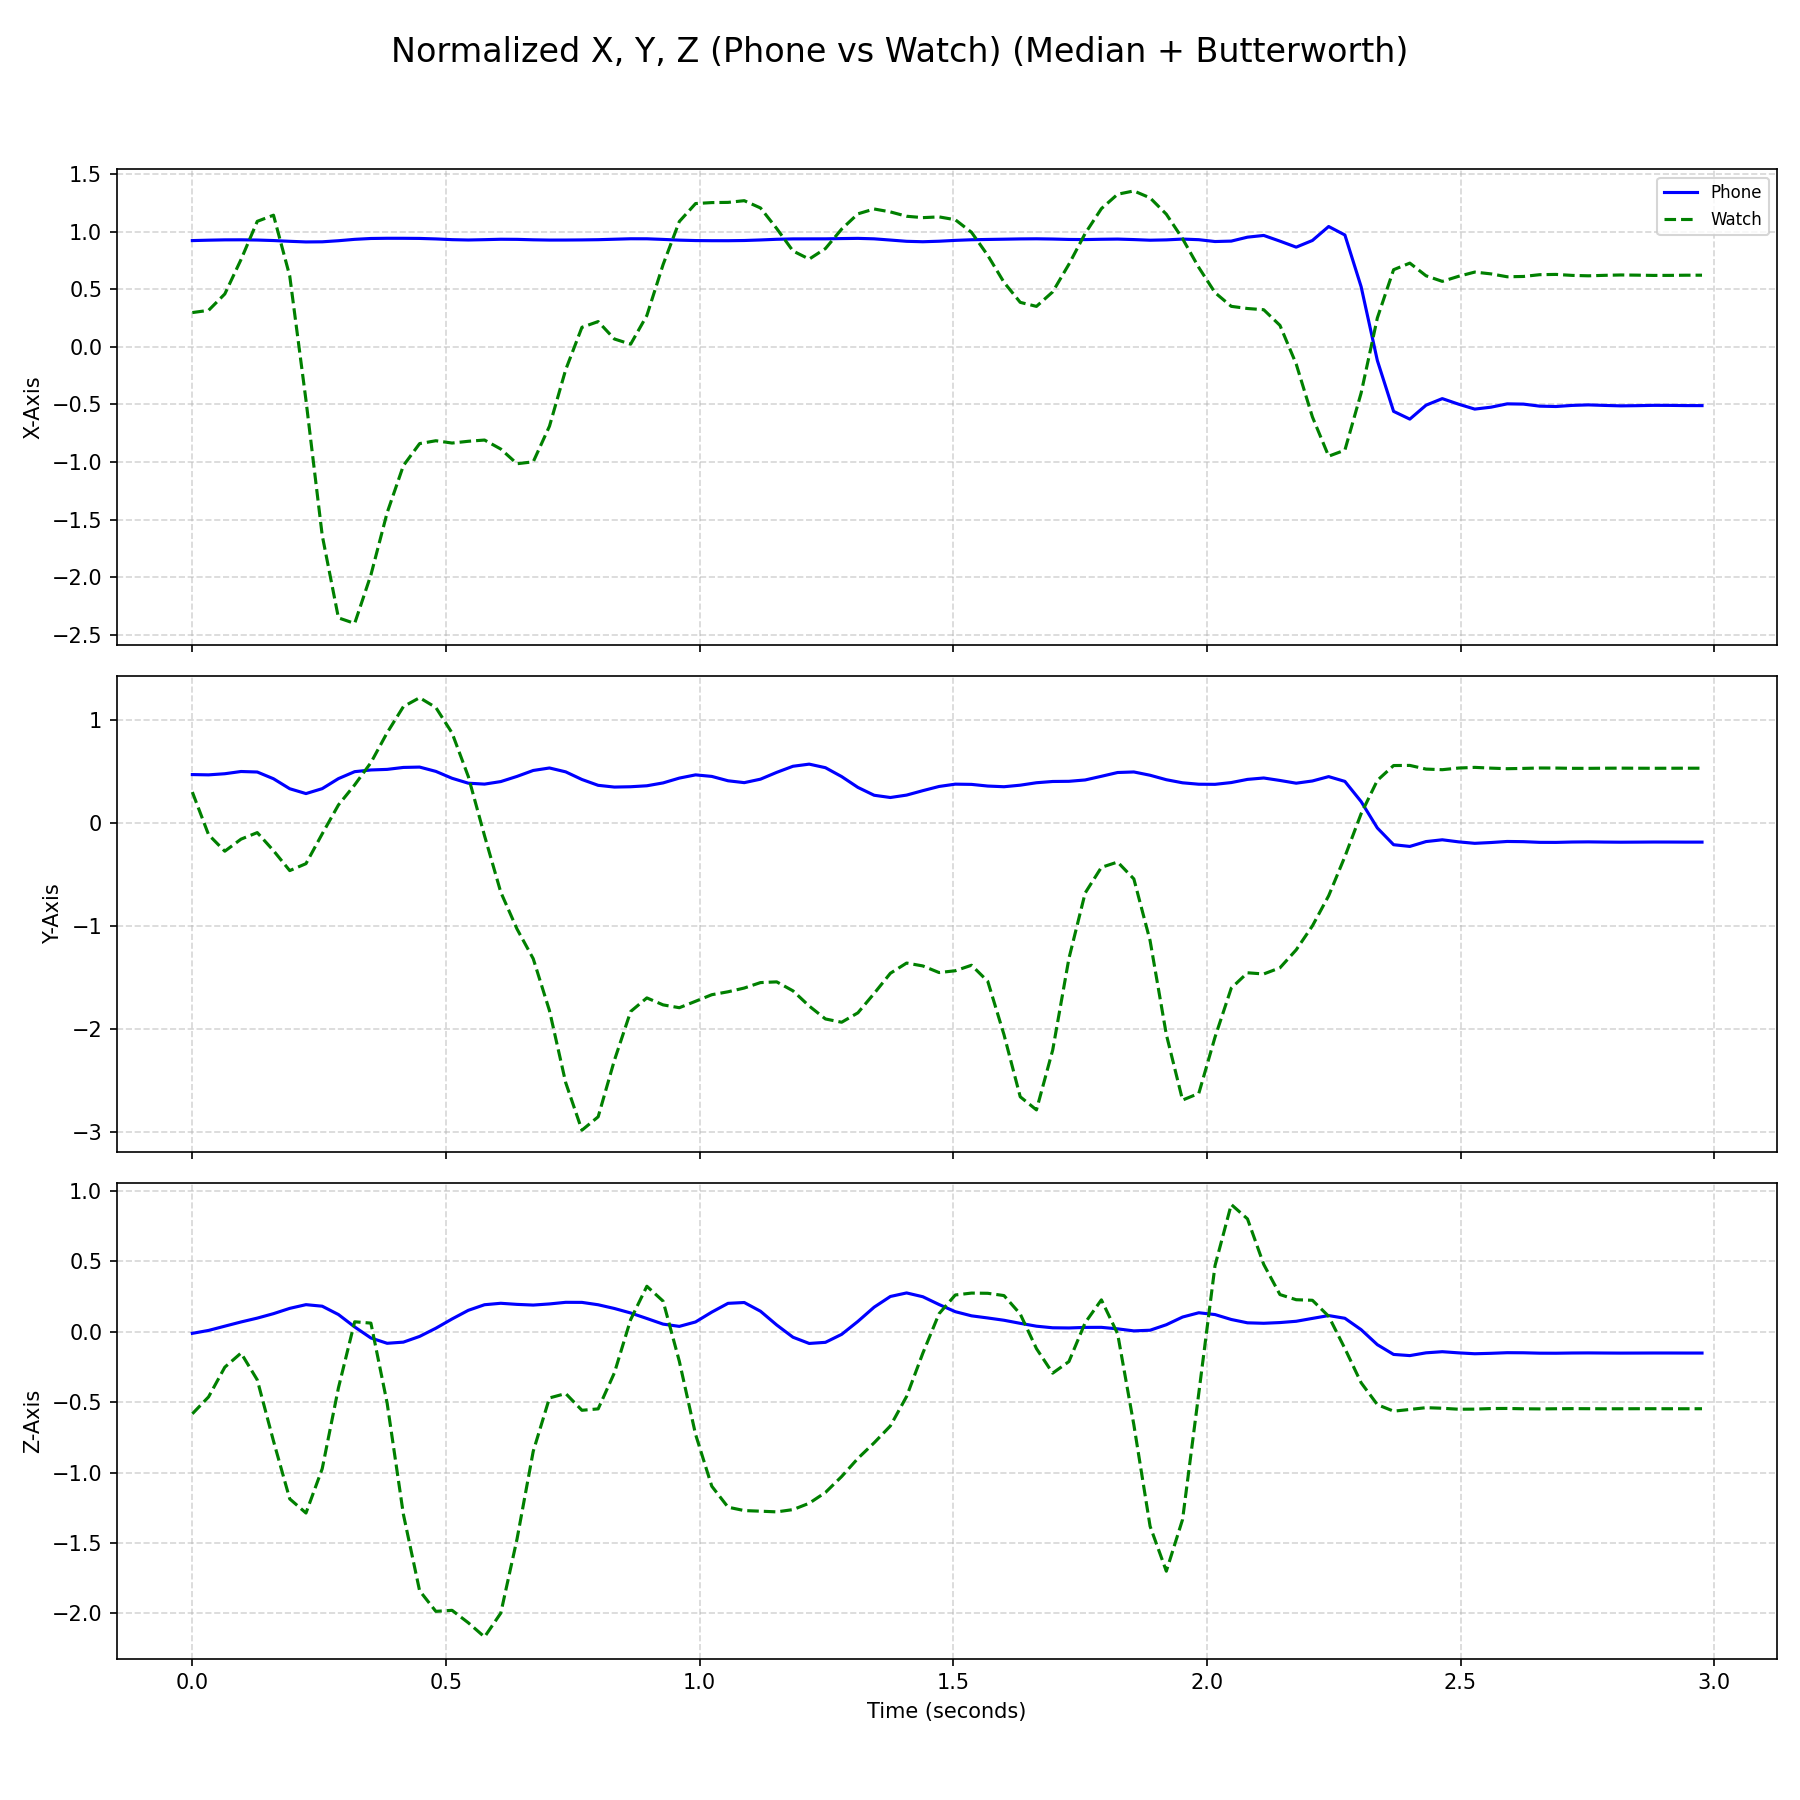 Normalized X, Y, Z (Phone vs Watch) (Median + Butterworth)
Phone
Watch
1.5
1.0
0.5
0.0
−0.5
−1.0
−1.5
−2.0
−2.5
X-Axis
1
0
−1
−2
−3
Y-Axis
1.0
0.5
0.0
−0.5
−1.0
−1.5
−2.0
Z-Axis
0.0 0.5 1.0 1.5 2.0 2.5 3.0
Time (seconds)